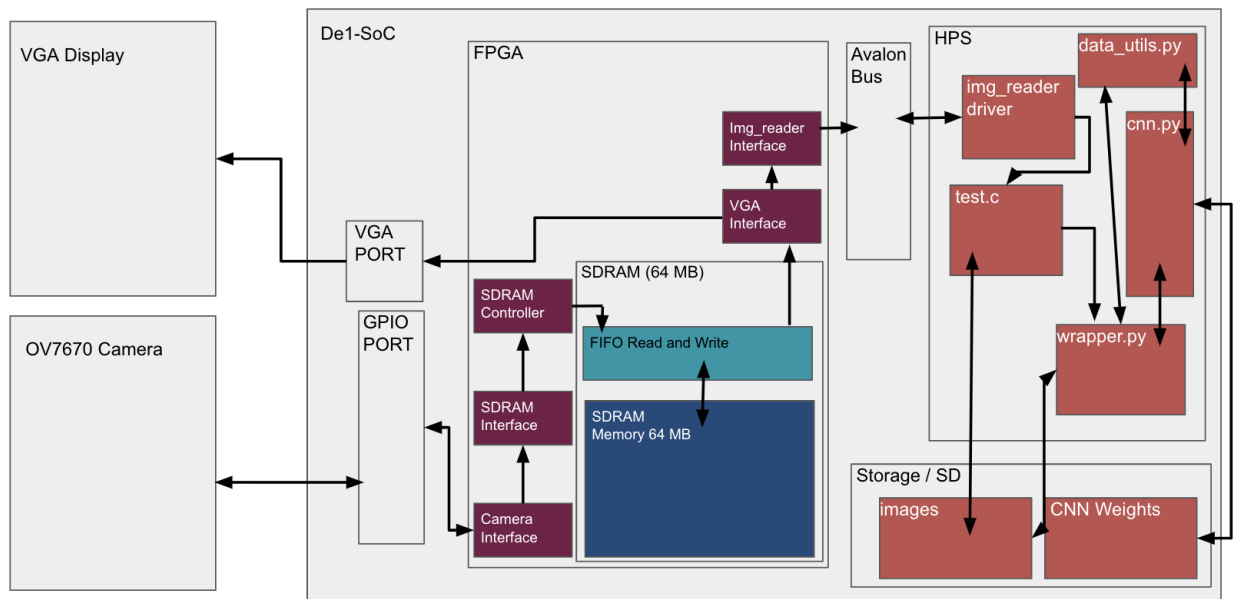 VGA Display
OV7670 Camera
De1-SoC
VGA
PORT
GPIO
PORT
FPGA
Img_reader
Interface
VGA
Interface
SDRAM
Controller
SDRAM
Interface
Camera
Interface
SDRAM (64 MB)
FIFO Read and Write
SDRAM
Memory 64 MB
Avalon
Bus
HPS
data_utils.py
img_reader
driver
cnn.py
test.c
wrapper.py
Storage / SD
images
CNN Weights